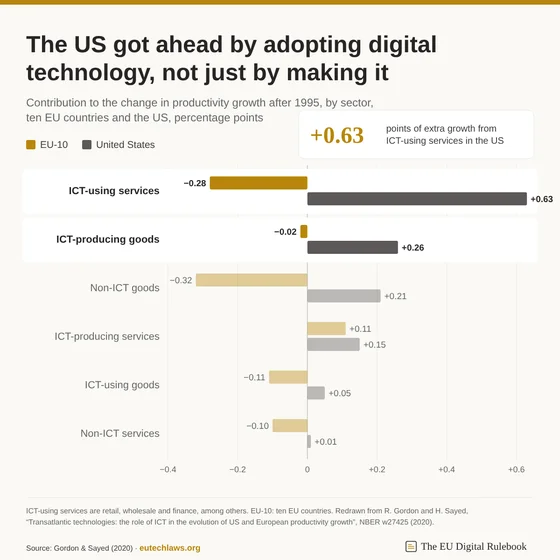 The US got ahead by adopting digital
technology, not just by making it
Contribution to the change in productivity growth after 1995, by sector,
ten EU countries and the US, percentage points
EU-10 United States
+0.63 points of extra growth from
ICT-using services in the US
ICT-using services −0.28 +0.63
ICT-producing goods −0.02 +0.26
Non-ICT goods −0.32 +0.21
ICT-producing services +0.11 +0.15
ICT-using goods −0.11 +0.05
Non-ICT services −0.10 +0.01
−0.4 −0.2 0 +0.2 +0.4 +0.6
ICT-using services are retail, wholesale and finance, among others. EU-10: ten EU countries. Redrawn from R. Gordon and H. Sayed,
“Transatlantic technologies: the role of ICT in the evolution of US and European productivity growth”, NBER w27425 (2020).
Source: Gordon & Sayed (2020) · eutechlaws.org
The EU Digital Rulebook